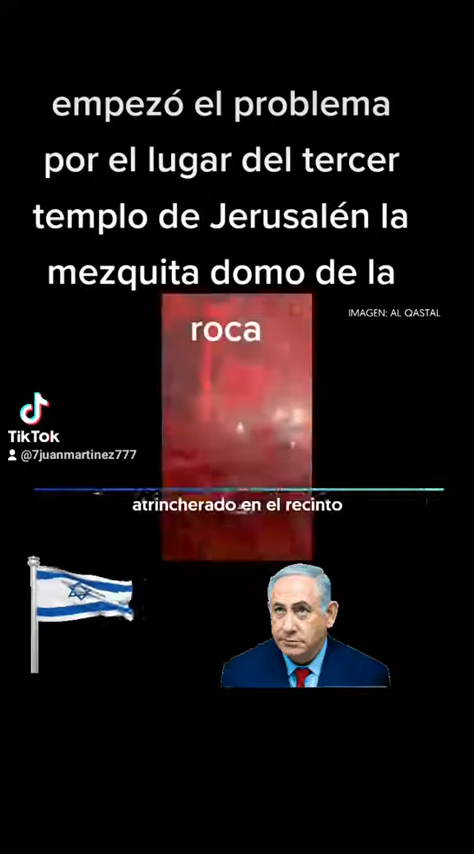 empezó el problema
por el lugar del tercer
templo de Jerusalén la
mezquita domo de la
roca
IMAGEN: AL QASTAL
TikTok
@7juanmartinez777
atrincherado en el recinto